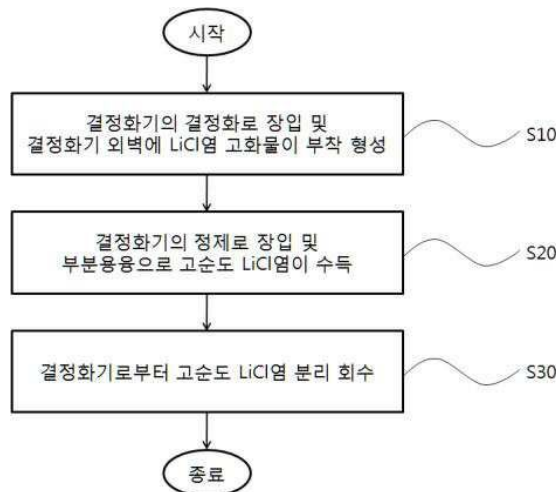 시작
결정화기의 결정화로 장입 및
결정화기 외벽에 LiCl염 고화물이 부착 형성
S10
결정화기의 정제로 장입 및
부분용융으로 고순도 LiCl염이 수득
S20
결정화기로부터 고순도 LiCl염 분리 회수
S30
종료